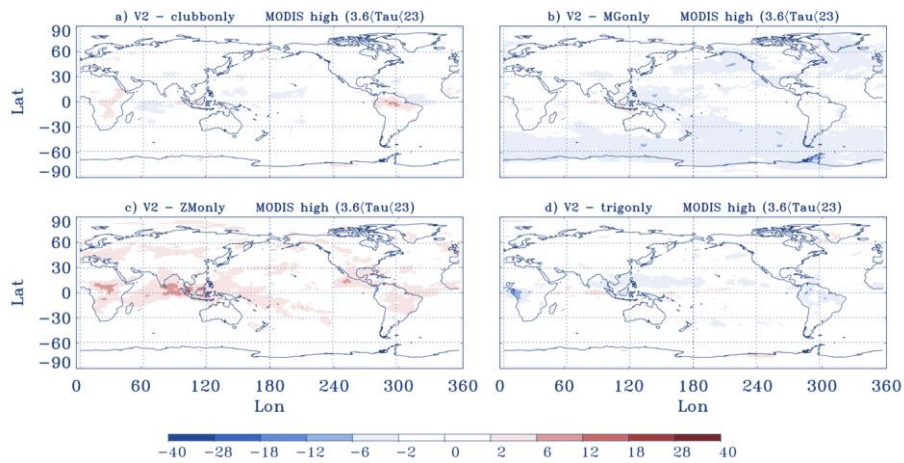 a) V2 - clubbonly MODIS high (3.6⟨Tau⟨23)
b) V2 - MGonly MODIS high (3.6⟨Tau⟨23)
90
60
30
0
-30
-60
-90
Lat
c) V2 - ZMonly MODIS high (3.6⟨Tau⟨23)
d) V2 - trigonly MODIS high (3.6⟨Tau⟨23)
90
60
30
0
-30
-60
-90
Lat
0 60 120 180 240 300 360
0 60 120 180 240 300 360
Lon
Lon
-40 -28 -18 -12 -6 -2 0 2 6 12 18 28 40